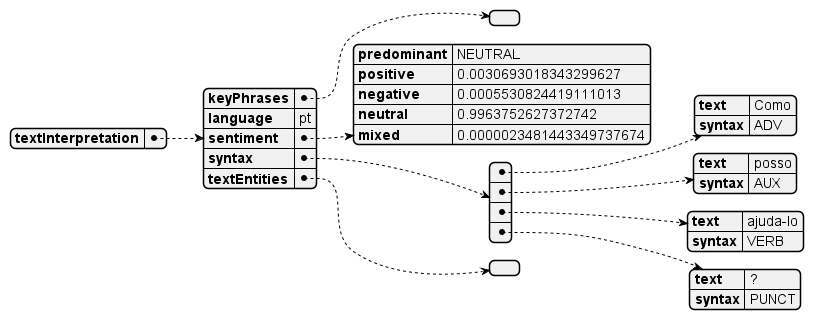 textInterpretation
keyPhrases
language pt
sentiment
syntax
textEntities
predominant NEUTRAL
positive 0.0030693018343299627
negative 0.0005530824419111013
neutral 0.9963752627372742
mixed 0.0000023481443349737674
text Como
syntax ADV
text posso
syntax AUX
text ajuda-lo
syntax VERB
text ?
syntax PUNCT